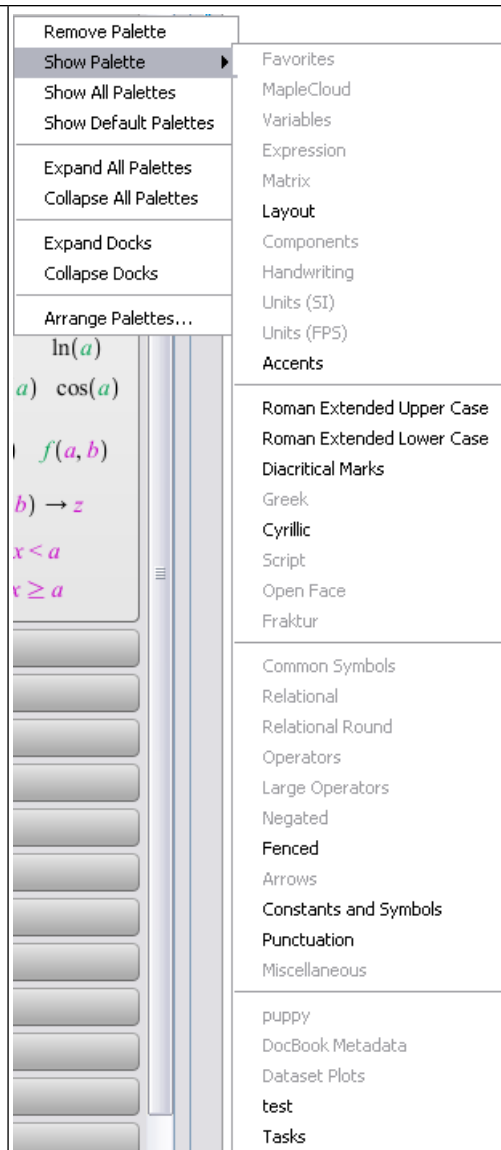 Remove Palette
Show Palette
Show All Palettes
Show Default Palettes
Expand All Palettes
Collapse All Palettes
Expand Docks
Collapse Docks
Arrange Palettes...
ln(a)
a) cos(a)
) f(a, b)
b) → z
x < a
x ≥ a
Favorites
MapleCloud
Variables
Expression
Matrix
Layout
Components
Handwriting
Units (SI)
Units (FPS)
Accents
Roman Extended Upper Case
Roman Extended Lower Case
Diacritical Marks
Greek
Cyrillic
Script
Open Face
Fraktur
Common Symbols
Relational
Relational Round
Operators
Large Operators
Negated
Fenced
Arrows
Constants and Symbols
Punctuation
Miscellaneous
puppy
DocBook Metadata
Dataset Plots
test
Tasks